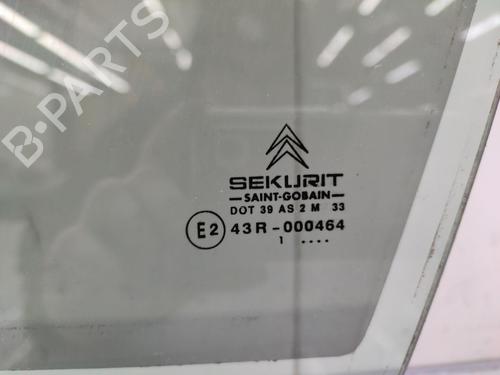 B-PARTS
SEKURIT
SAINT-GOBAIN
DOT 39 AS 2 M 33
E2 43R-000464
1 ....